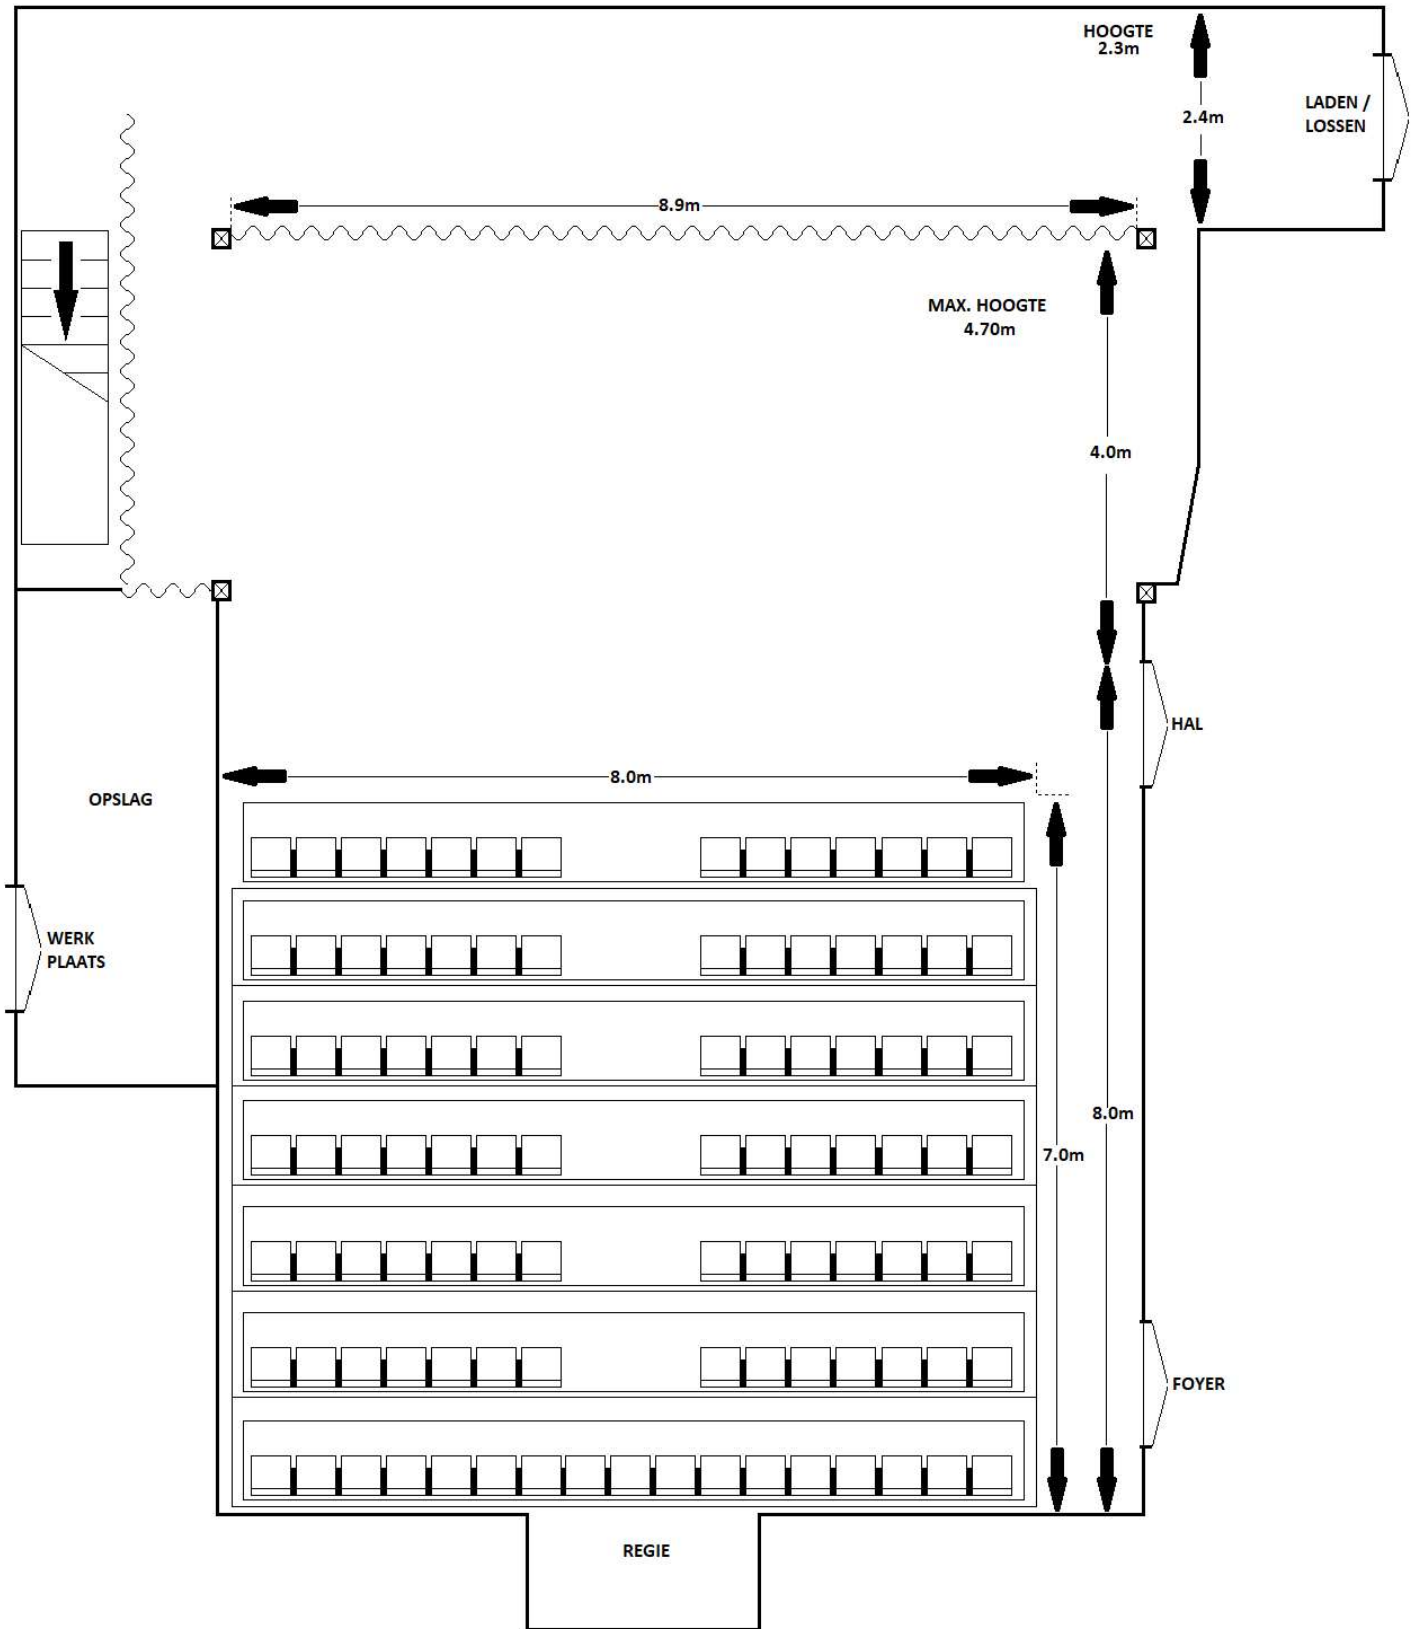 HOOGTE
2.3m
LADEN /
LOSSEN
2.4m
8.9m
MAX. HOOGTE
4.70m
4.0m
HAL
8.0m
OPSLAG
WERK
PLAATS
8.0m
7.0m
FOYER
REGIE